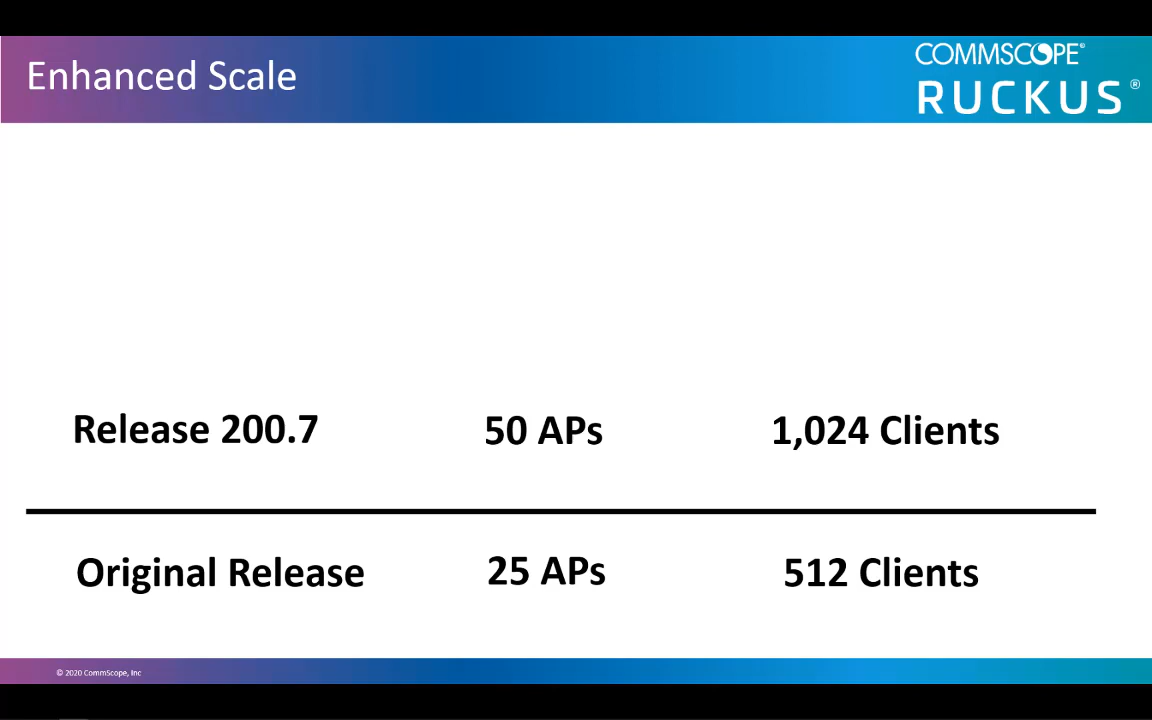 Enhanced Scale
COMMSCOPE®
RUCKUS®
Release 200.7 50 APs 1,024 Clients
Original Release 25 APs 512 Clients
© 2020 CommScope, Inc